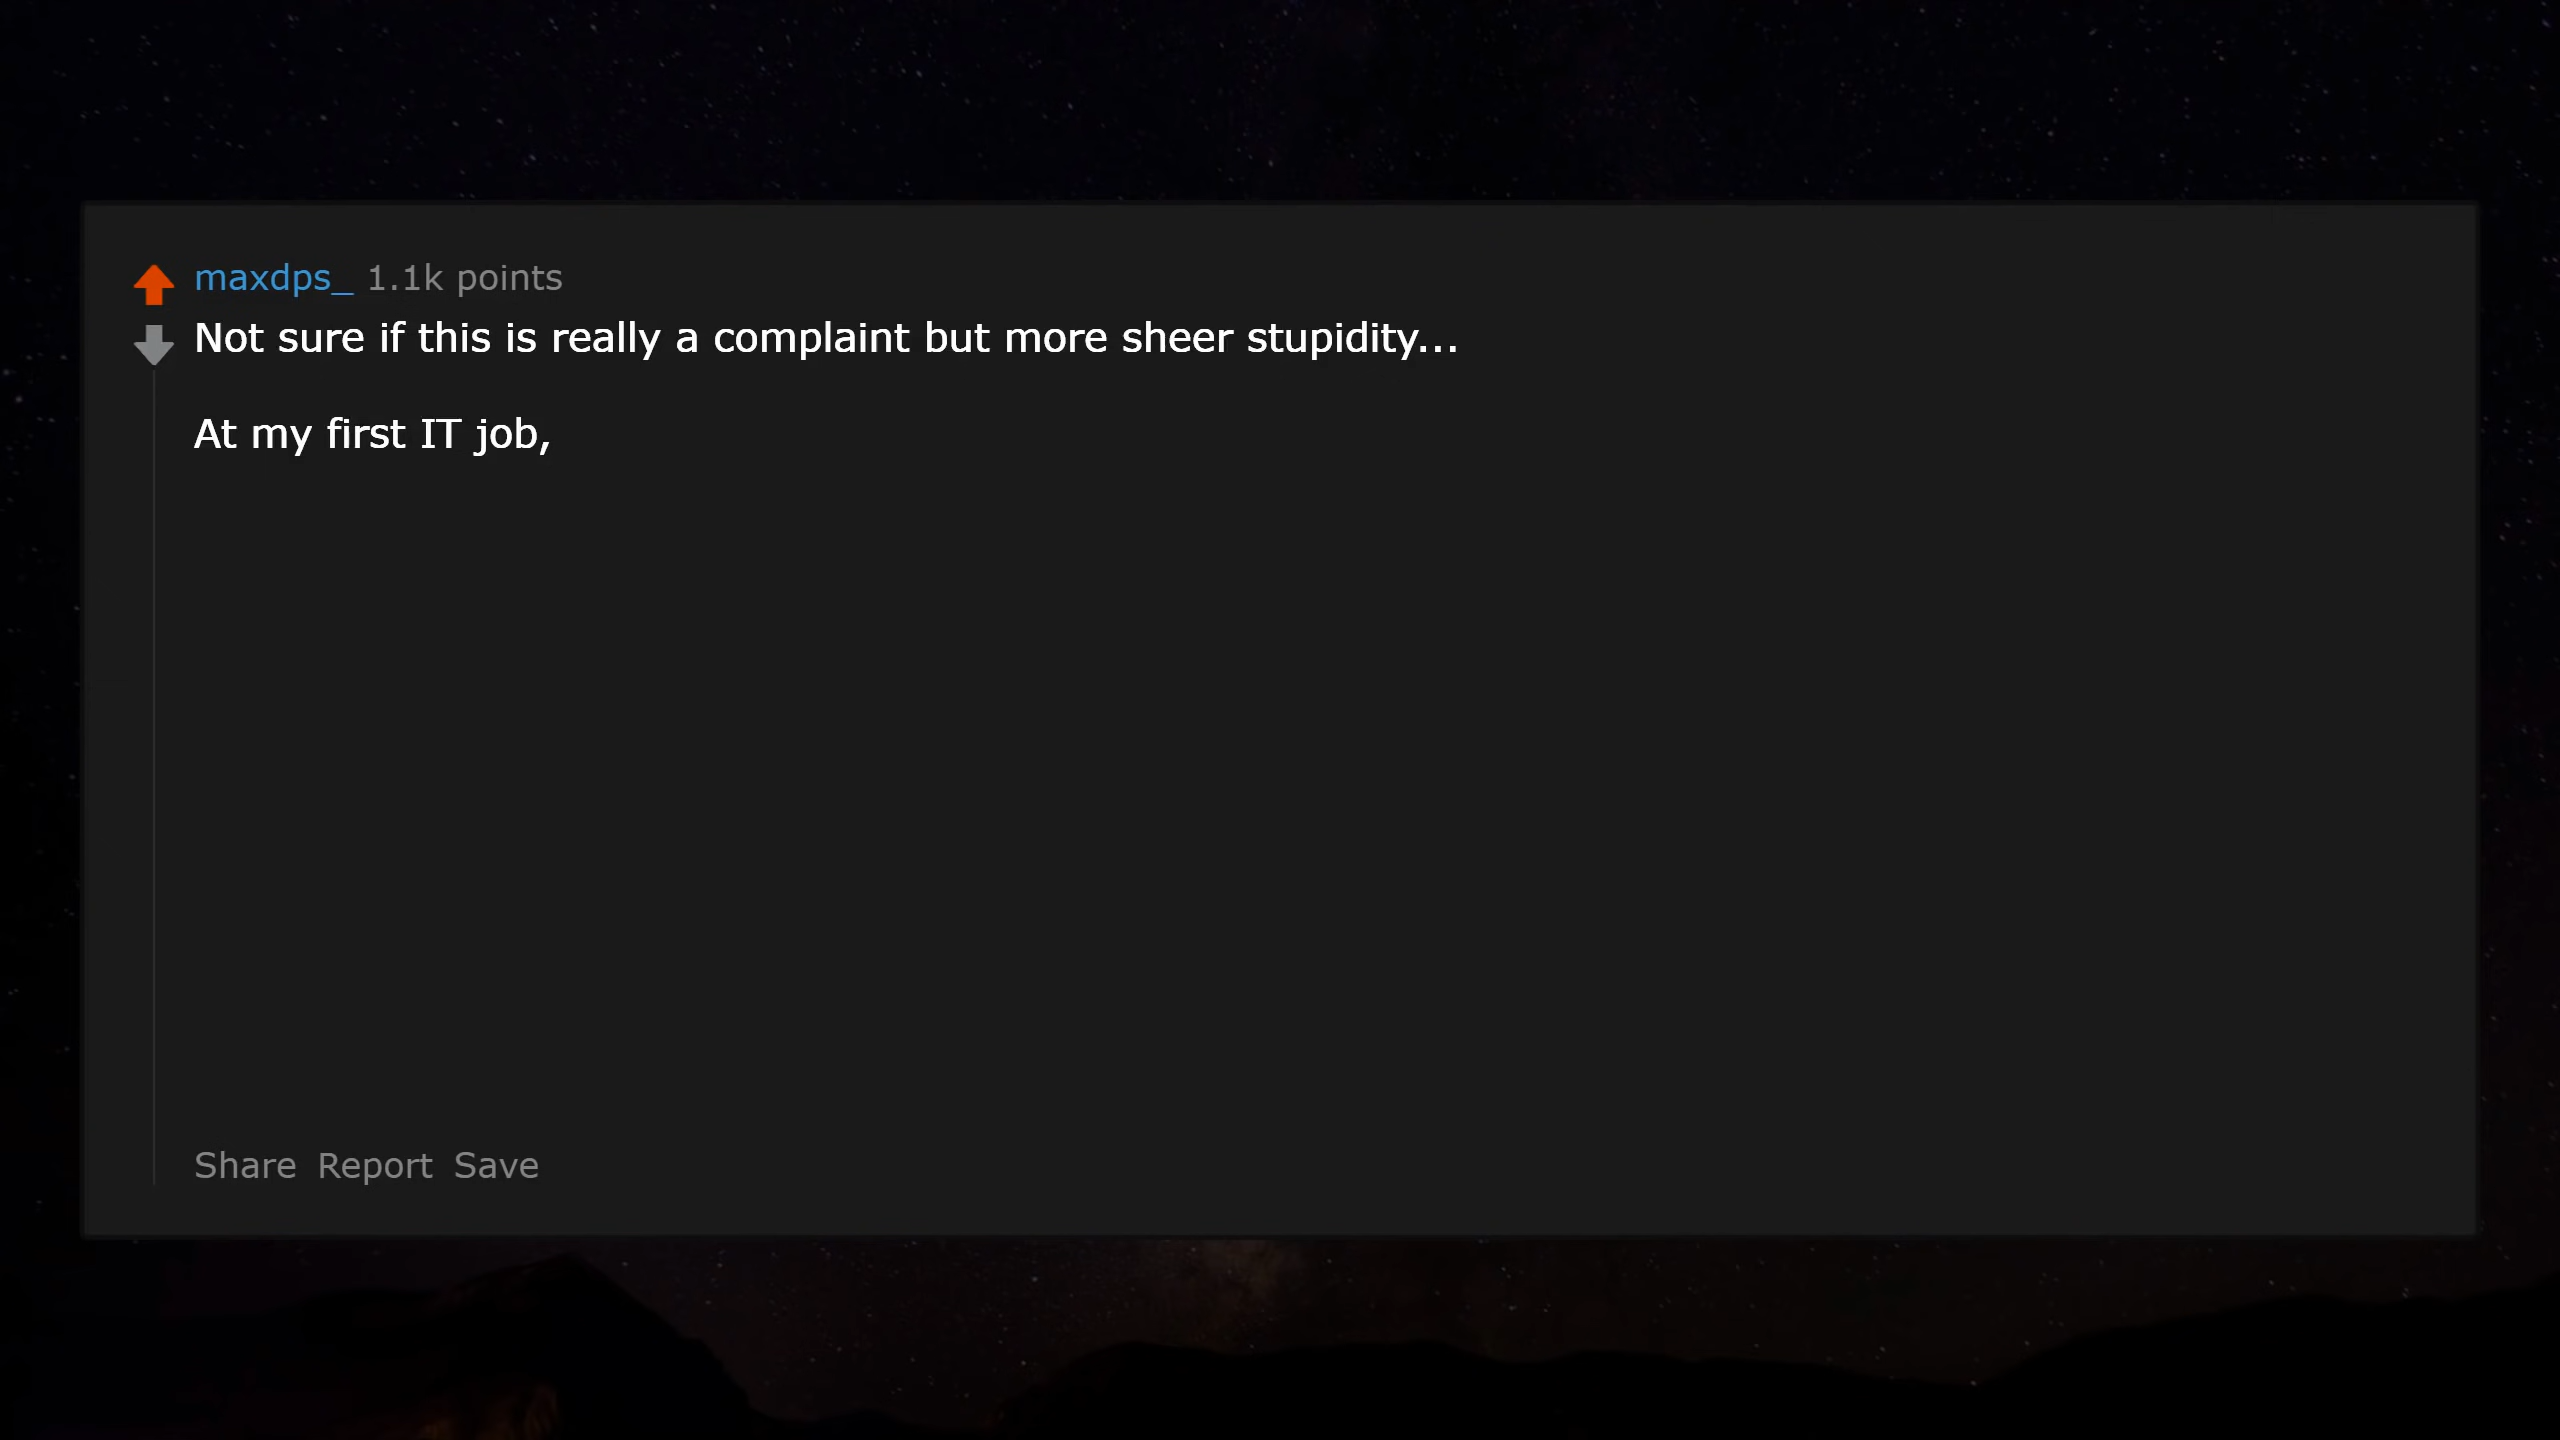 maxdps_ 1.1k points
Not sure if this is really a complaint but more sheer stupidity...
At my first IT job,
Share Report Save